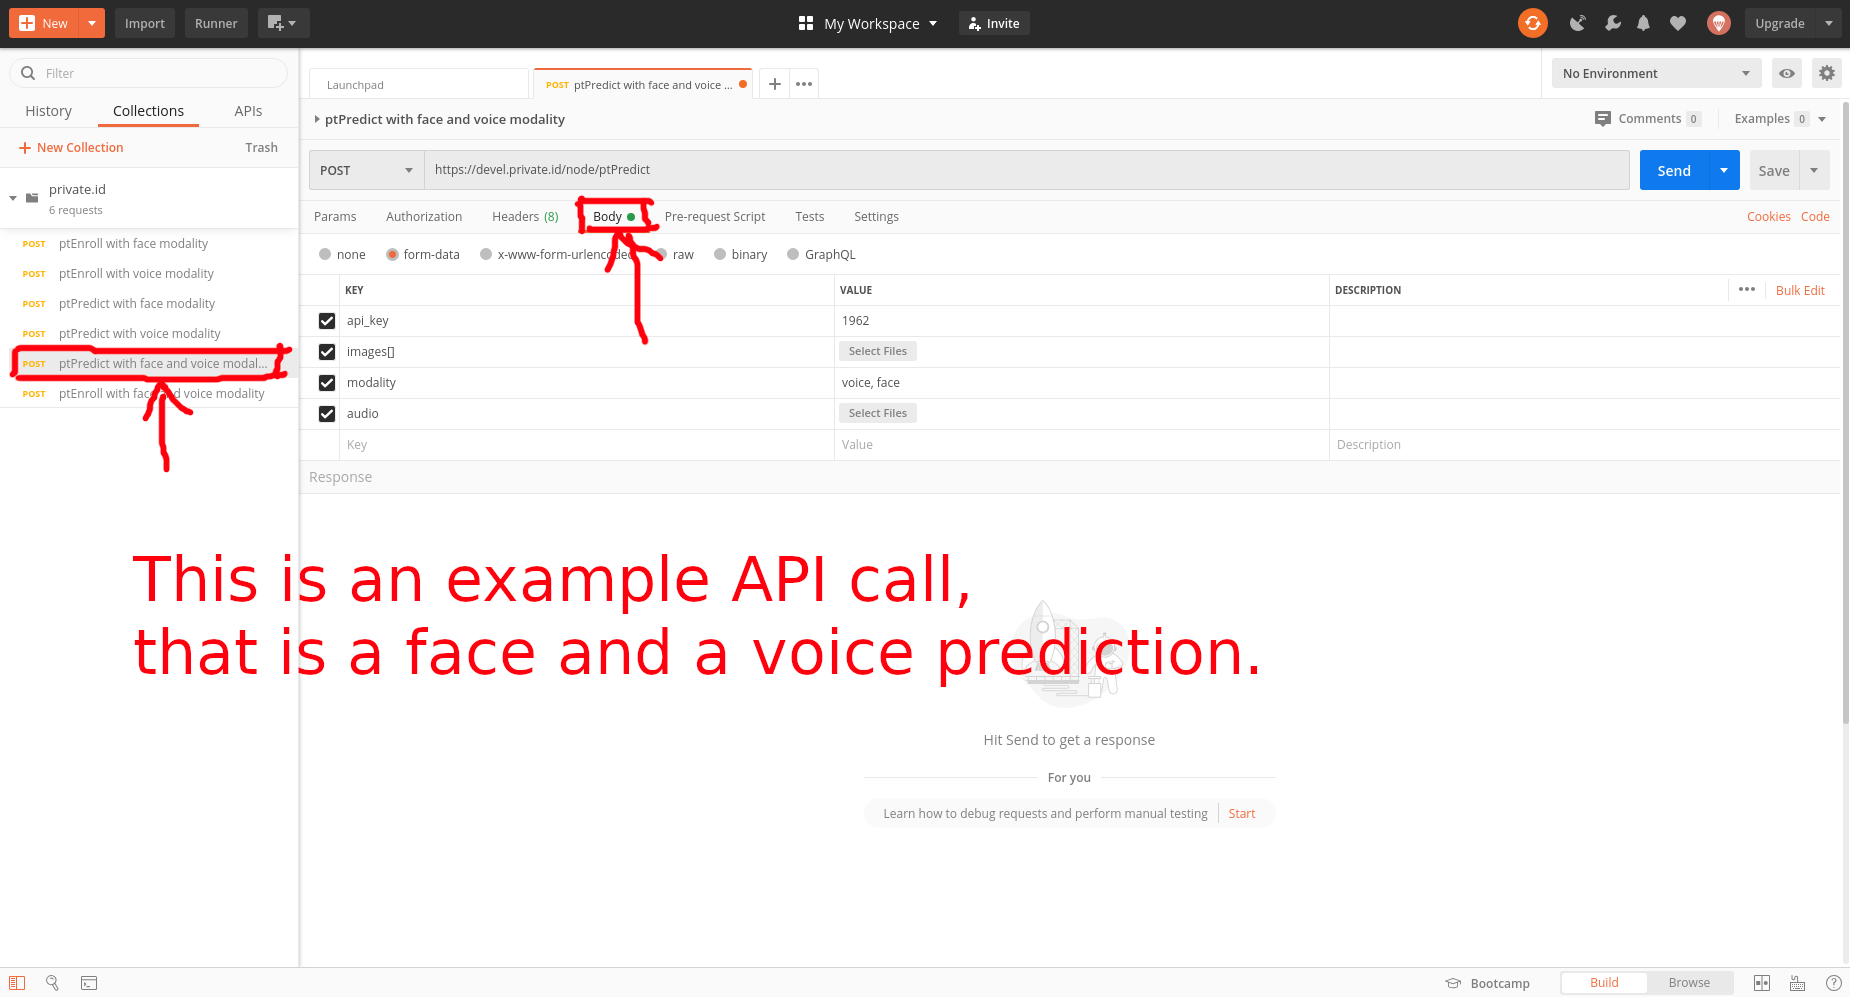 New Import Runner My Workspace Invite Upgrade
Filter
Launchpad POST ptPredict with face and voice ... No Environment
History Collections APIs
ptPredict with face and voice modality Comments 0 Examples 0
New Collection Trash
POST https://devel.private.id/node/ptPredict Send Save
private.id
6 requests
Params Authorization Headers (8) Body Pre-request Script Tests Settings Cookies Code
none form-data x-www-form-urlencoded raw binary GraphQL
POST ptEnroll with face modality
POST ptEnroll with voice modality
POST ptPredict with face modality
POST ptPredict with voice modality
POST ptPredict with face and voice modal...
POST ptEnroll with face and voice modality
KEY VALUE DESCRIPTION Bulk Edit
api_key 1962
images[] Select Files
modality voice, face
audio Select Files
Key Value Description
Response
This is an example API call,
that is a face and a voice prediction.
Hit Send to get a response
For you
Learn how to debug requests and perform manual testing Start
Bootcamp Build Browse